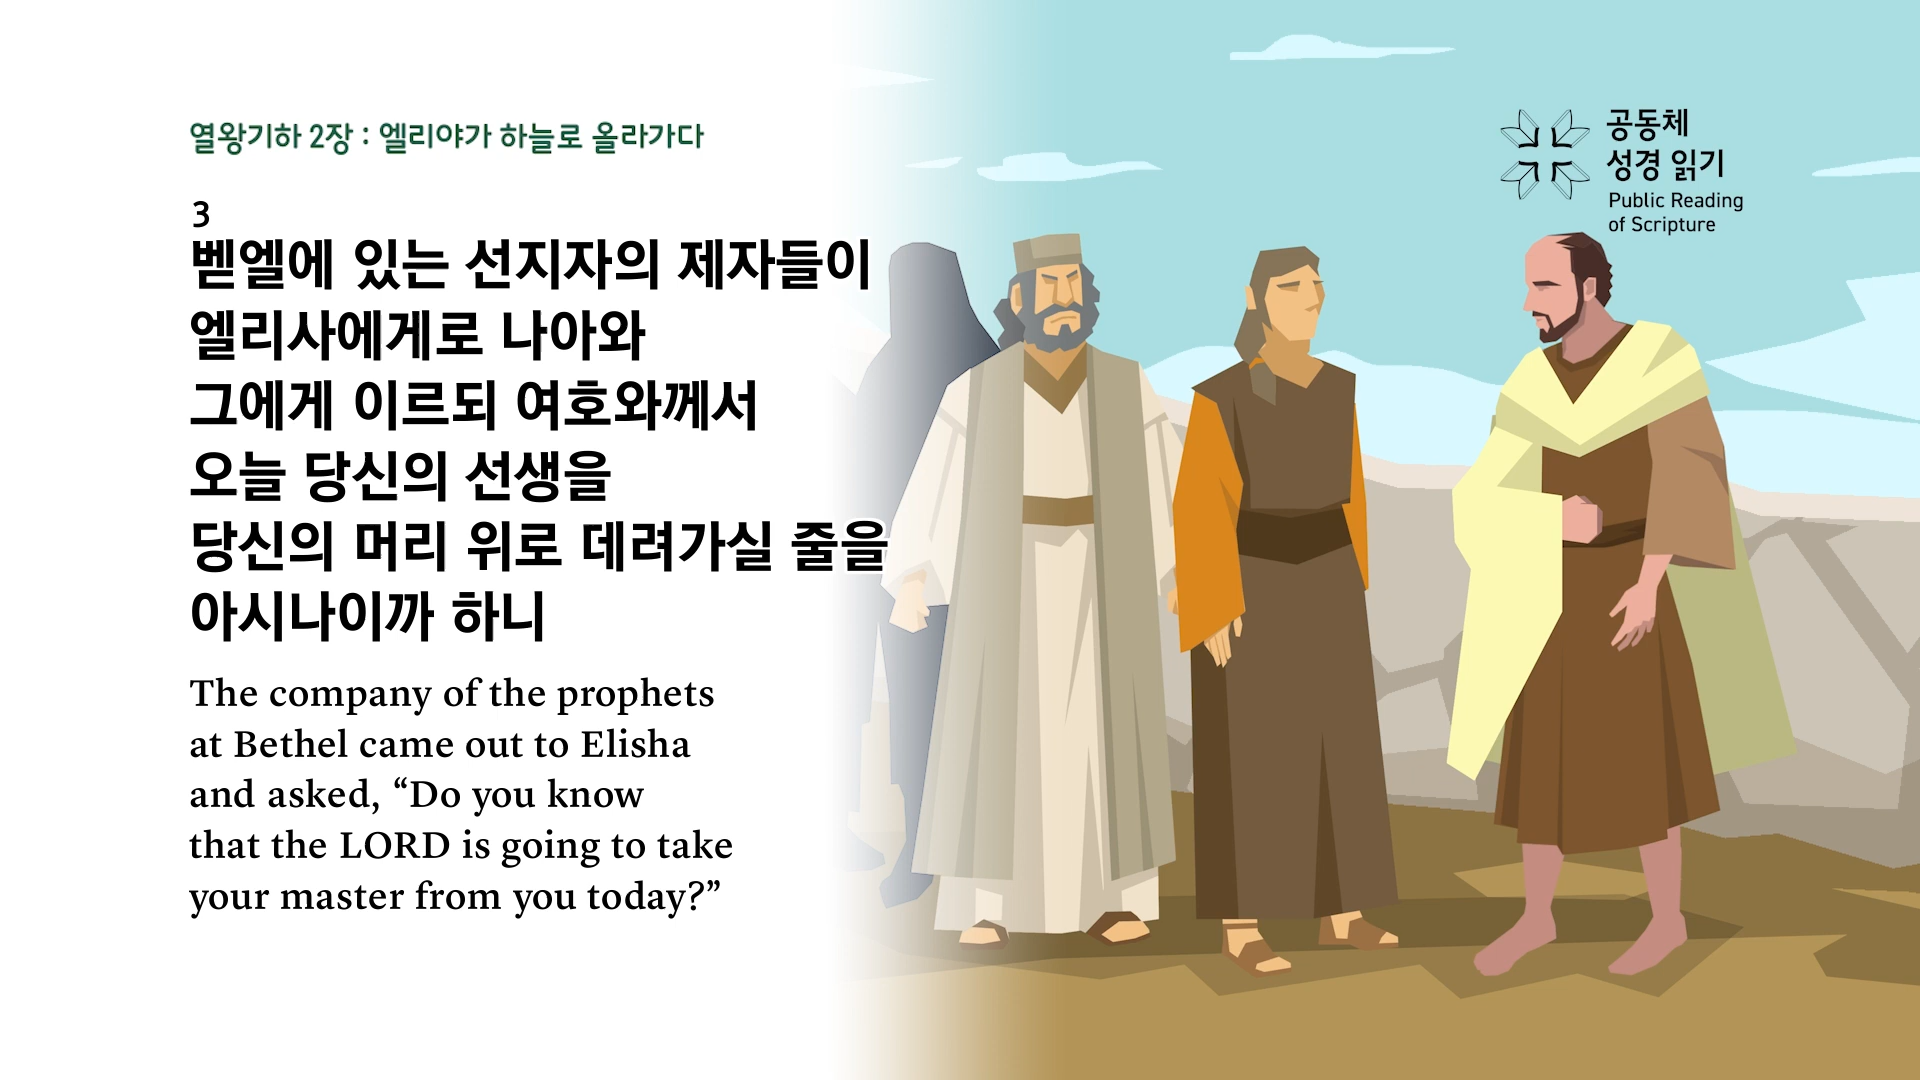 열왕기하 2장 : 엘리야가 하늘로 올라가다
3
벧엘에 있는 선지자의 제자들이
엘리사에게로 나아와
그에게 이르되 여호와께서
오늘 당신의 선생을
당신의 머리 위로 데려가실 줄을
아시나이까 하니
The company of the prophets
at Bethel came out to Elisha
and asked, “Do you know
that the LORD is going to take
your master from you today?”
공동체
성경 읽기
Public Reading
of Scripture